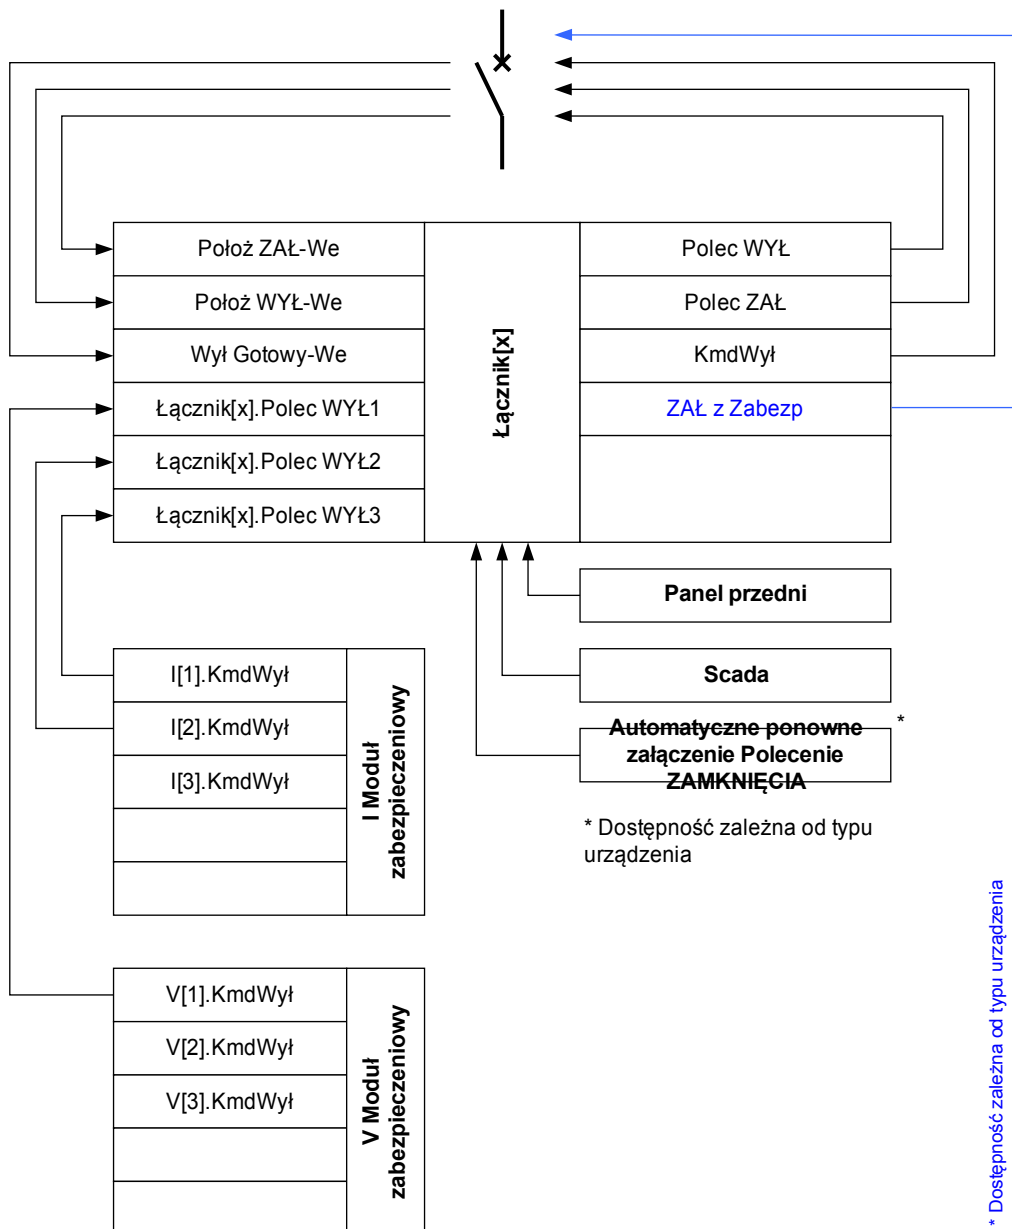 Położ ZAŁ-We
Położ WYŁ-We
Wył Gotowy-We
Łącznik[x].Polec WYŁ1
Łącznik[x].Polec WYŁ2
Łącznik[x].Polec WYŁ3
Łącznik[x]
Polec WYŁ
Polec ZAŁ
KmdWył
ZAŁ z Zabezp
Panel przedni
Scada
Automatyczne ponowne
załączenie Polecenie
ZAMKNIĘCIA
*
* Dostępność zależna od typu
urządzenia
I[1].KmdWył
I[2].KmdWył
I[3].KmdWył
I Moduł
zabezpieczeniowy
V[1].KmdWył
V[2].KmdWył
V[3].KmdWył
V Moduł
zabezpieczeniowy
* Dostępność zależna od typu urządzenia